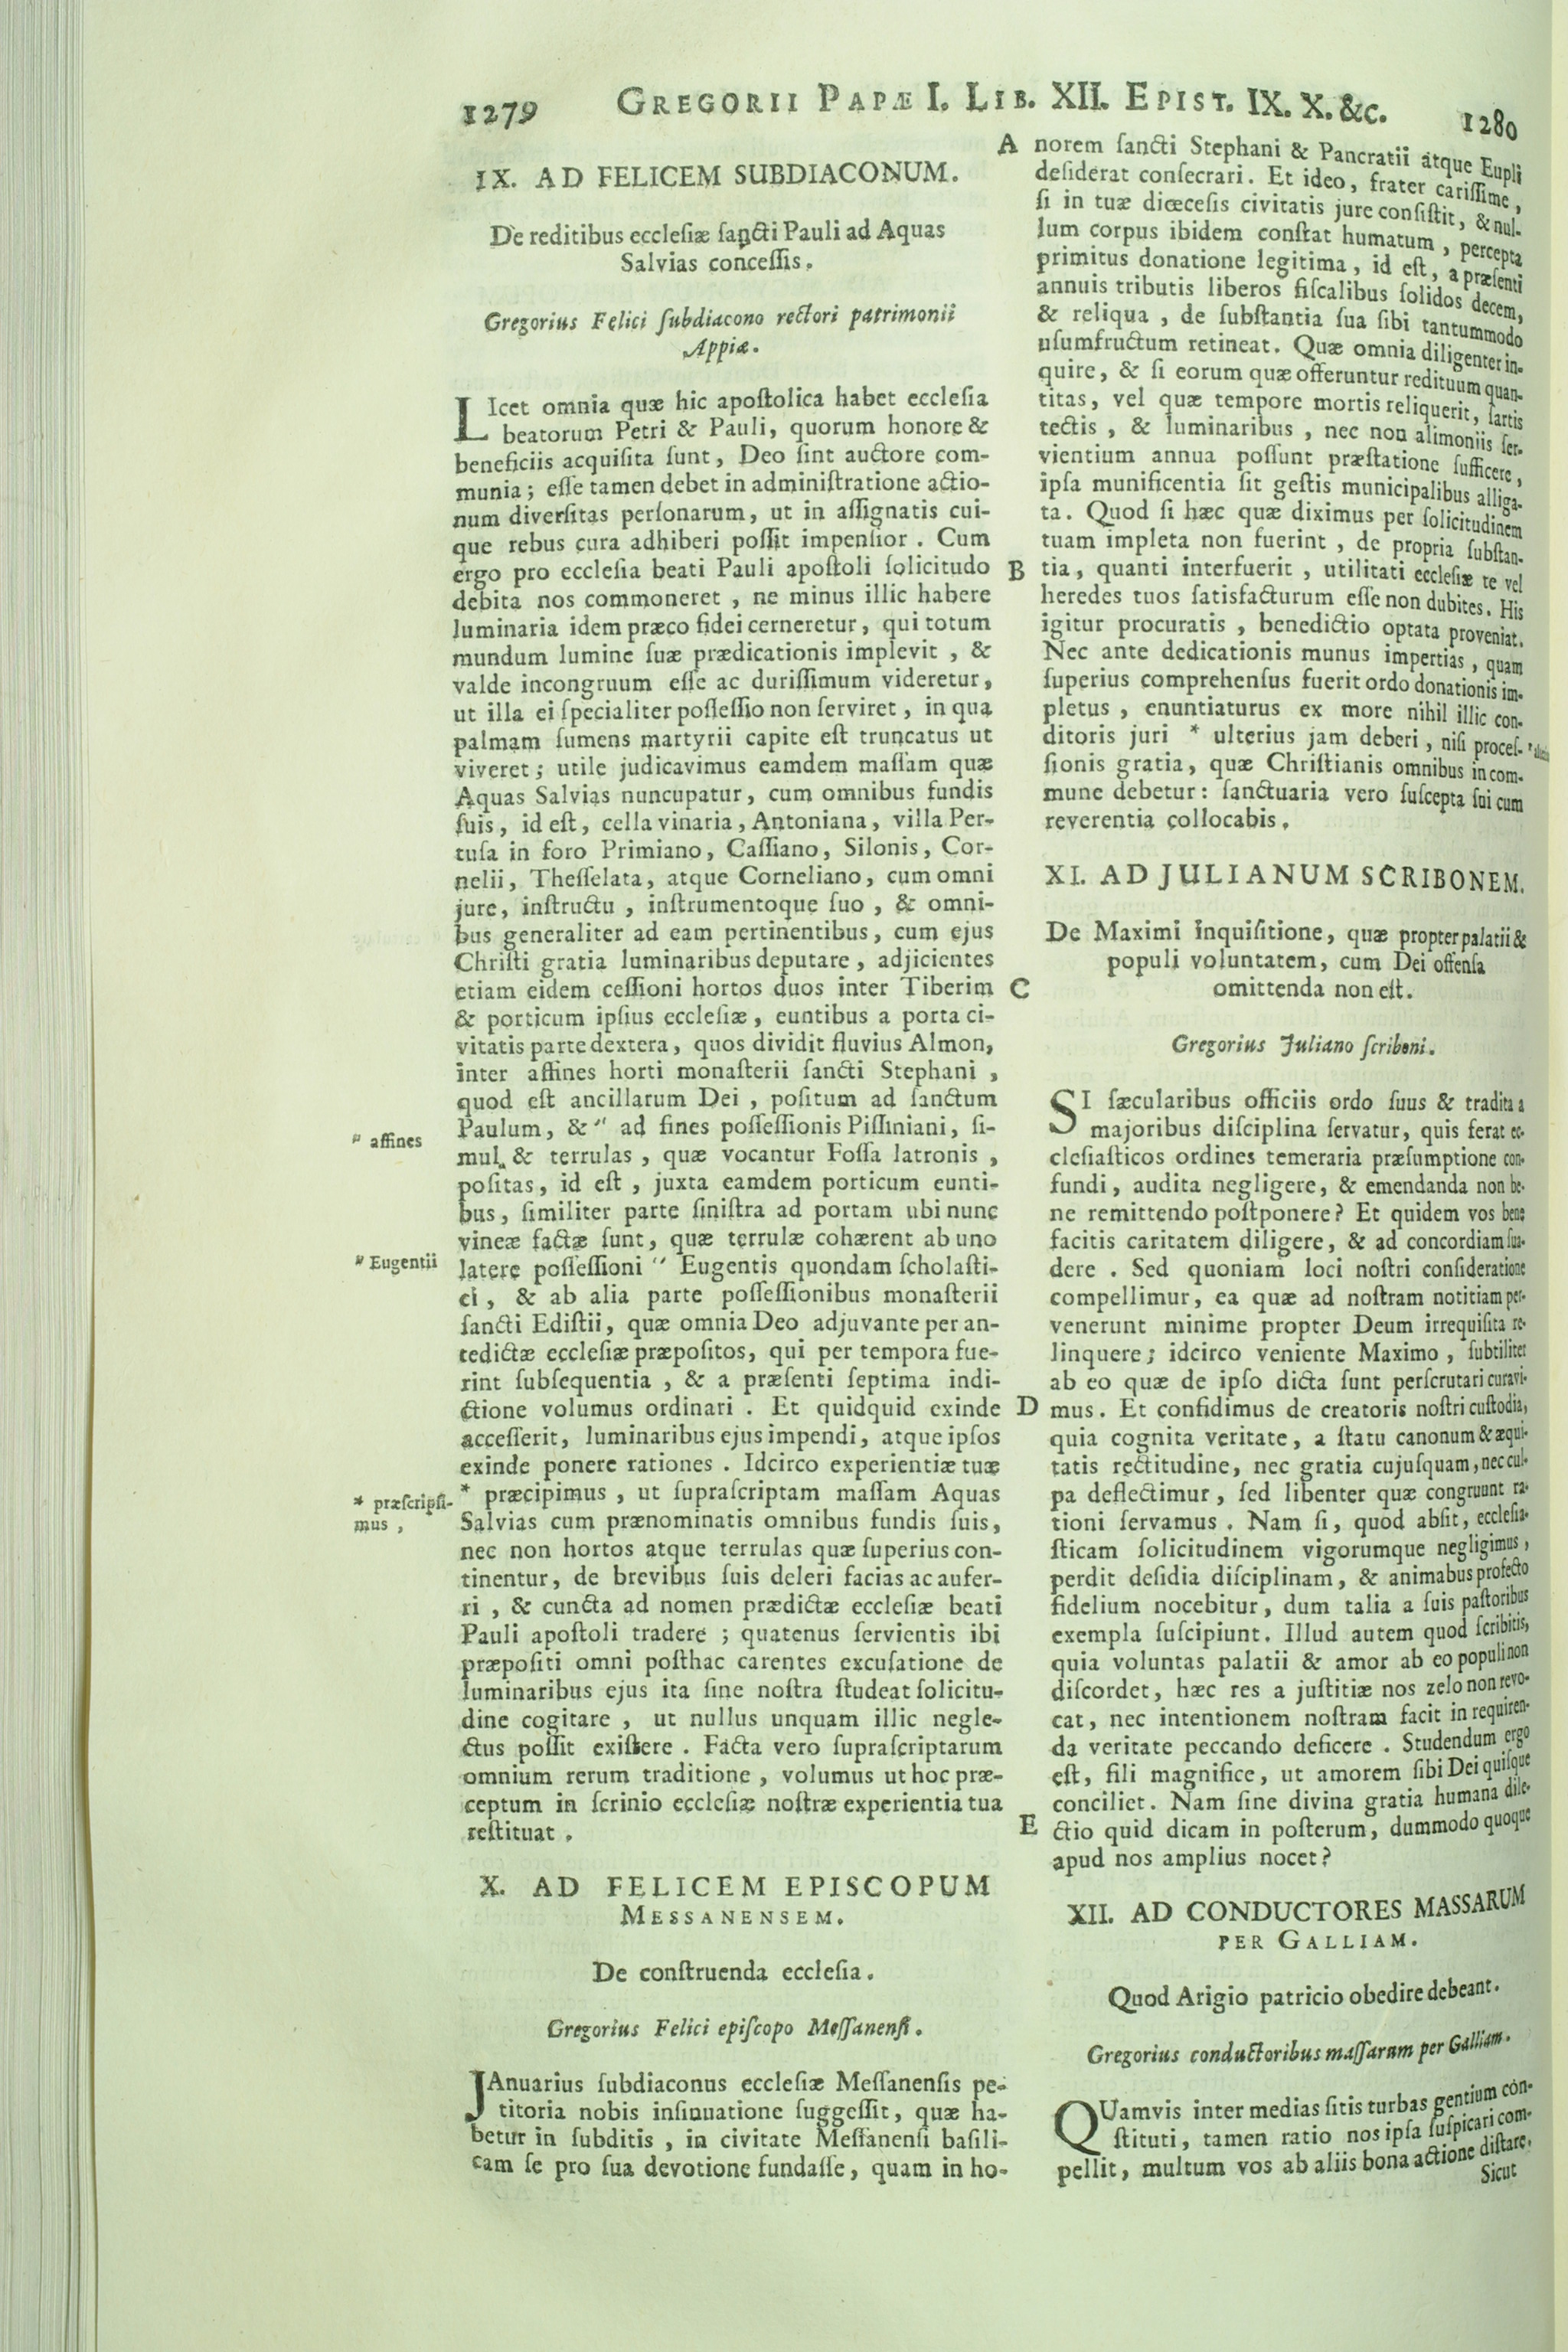 1279
GREGORII PAPÆ I. LIB. XII. EPIST. IX. X. &c.
1280
IX. AD FELICEM SUBDIACONUM.
De reditibus ecclesiæ sancti Pauli ad Aquas
Salvias concessis.
Gregorius Felici subdiacono rectori patrimonii
Appiæ.
LIcet omnia quæ hic apostolica habet ecclesia
beatorum Petri & Pauli, quorum honore &
beneficiis acquisita sunt, Deo sint auctore com-
munia; esse tamen debet in administratione actio-
num diversitas personarum, ut in assignatis cui-
que rebus cura adhiberi possit impensior. Cum
ergo pro ecclesia beati Pauli apostoli solicitudo
debita nos commoneret, ne minus illic habere
luminaria idem præco fidei cerneretur, qui totum
mundum lumine suæ prædicationis implevit, &
valde incongruum esse ac durissimum videretur,
ut illa ei specialiter possessio non serviret, in qua
palmam sumens martyrii capite est truncatus ut
viveret; utile judicavimus eamdem massam quæ
Aquas Salvias nuncupatur, cum omnibus fundis
suis, id est, cella vinaria, Antoniana, villa Per-
tusa in foro Primiano, Cassiano, Silonis, Cor-
nelii, Thesselata, atque Corneliano, cum omni
jure, instructu, instrumentoque suo, & omni-
bus generaliter ad eam pertinentibus, cum ejus
Christi gratia luminaribus deputare, adjicientes
etiam eidem cessioni hortos duos inter Tiberim
& porticum ipsius ecclesiæ, euntibus a porta ci-
vitatis parte dextera, quos dividit fluvius Almon,
inter affines horti monasterii sancti Stephani,
quod est ancillarum Dei, positum ad sanctum
Paulum, & " ad fines possessionis Pissiniani, si-
mul & terrulas, quæ vocantur Fossa latronis,
positas, id est, juxta eamdem porticum eunti-
bus, similiter parte sinistra ad portam ubi nunc
vineæ factæ sunt, quæ terrulæ cohærent ab uno
latere possessioni " Eugentis quondam scholasti-
ci, & ab alia parte possessionibus monasterii
sancti Edistii, quæ omnia Deo adjuvante per an-
tedictæ ecclesiæ præpositos, qui per tempora fue-
rint subsequentia, & a præsenti septima indi-
ctione volumus ordinari. Et quidquid exinde
accesserit, luminaribus ejus impendi, atque ipsos
exinde ponere rationes. Idcirco experientiæ tuæ
* præcipimus, ut suprascriptam massam Aquas
Salvias cum prænominatis omnibus fundis suis,
nec non hortos atque terrulas quæ superius con-
tinentur, de brevibus suis deleri facias ac aufer-
ri, & cuncta ad nomen prædictæ ecclesiæ beati
Pauli apostoli tradere; quatenus servientis ibi
præpositi omni posthac carentes excusatione de
luminaribus ejus ita sine nostra studeat solicitu-
dine cogitare, ut nullus unquam illic negle-
ctus possit existere. Facta vero suprascriptarum
omnium rerum traditione, volumus ut hoc præ-
ceptum in scrinio ecclesiæ nostræ experientia tua
restituat.
" affines
" Eugentii
* præscripsi-
mus,
X. AD FELICEM EPISCOPUM
MESSANENSEM.
De construenda ecclesia.
Gregorius Felici episcopo Messanensi.
JAnuarius subdiaconus ecclesiæ Messanensis pe-
titoria nobis insinuatione suggessit, quæ ha-
betur in subditis, in civitate Messanensi basili-
cam se pro sua devotione fundasse, quam in ho-
A norem sancti Stephani & Pancratii atque Eupli
desiderat consecrari. Et ideo, frater carissime,
si in tuæ diœcesis civitatis jure consistit, & nul-
lum corpus ibidem constat humatum, percepta
primitus donatione legitima, id est, a præsenti
annuis tributis liberos fiscalibus solidos decem,
& reliqua, de substantia sua sibi tantummodo
usumfructum retineat. Quæ omnia diligenter in-
quire, & si eorum quæ offeruntur redituum quan-
titas, vel quæ tempore mortis reliquerit, sartis
tectis, & luminaribus, nec non alimoniis ser-
vientium annua possunt præstatione sufficere,
ipsa munificentia sit gestis municipalibus alliga-
ta. Quod si hæc quæ diximus per solicitudinem
tuam impleta non fuerint, de propria substan-
B tia, quanti interfuerit, utilitati ecclesiæ te vel
heredes tuos satisfacturum esse non dubites. His
igitur procuratis, benedictio optata proveniat.
Nec ante dedicationis munus impertias, quam
superius comprehensus fuerit ordo donationis im-
pletus, enuntiaturus ex more nihil illic con-
ditoris juri * ulterius jam deberi, nisi proces-
sionis gratia, quæ Christianis omnibus in com-
mune debetur: sanctuaria vero suscepta sui cum
reverentia collocabis.
XI. AD JULIANUM SCRIBONEM.
De Maximi inquisitione, quæ propter palatii &
populi voluntatem, cum Dei offensa
C omittenda non est.
Gregorius Juliano scriboni.
SI sæcularibus officiis ordo suus & tradita a
majoribus disciplina servatur, quis ferat ec-
clesiasticos ordines temeraria præsumptione con-
fundi, audita negligere, & emendanda non be-
ne remittendo postponere? Et quidem vos bene
facitis caritatem diligere, & ad concordiam sua-
dere. Sed quoniam loci nostri consideratione
compellimur, ea quæ ad nostram notitiam per-
venerunt minime propter Deum irrequisita re-
linquere; idcirco veniente Maximo, subtiliter
ab eo quæ de ipso dicta sunt perscrutari curavi-
D mus. Et confidimus de creatoris nostri custodia,
quia cognita veritate, a statu canonum & æqui-
tatis rectitudine, nec gratia cujusquam, nec cul-
pa deflectimur, sed libenter quæ congruunt ra-
tioni servamus. Nam si, quod absit, ecclesia-
sticam solicitudinem vigorumque negligimus,
perdit desidia disciplinam, & animabus profecto
fidelium nocebitur, dum talia a suis pastoribus
exempla suscipiunt. Illud autem quod scribitis,
quia voluntas palatii & amor ab eo populi non
discordet, hæc res a justitiæ nos zelo non revo-
cat, nec intentionem nostram facit in requiren-
da veritate peccando deficere. Studendum ergo
est, fili magnifice, ut amorem sibi Dei quisque
conciliet. Nam sine divina gratia humana dile-
E ctio quid dicam in posterum, dummodo quoque
apud nos amplius nocet?
XII. AD CONDUCTORES MASSARUM
PER GALLIAM.
Quod Arigio patricio obedire debeant.
Gregorius conductoribus massarum per Galliam.
QUamvis inter medias sitis turbas gentium con-
stituti, tamen ratio nos ipsa suspicari com-
pellit, multum vos ab aliis bona actione distare.
Sicut